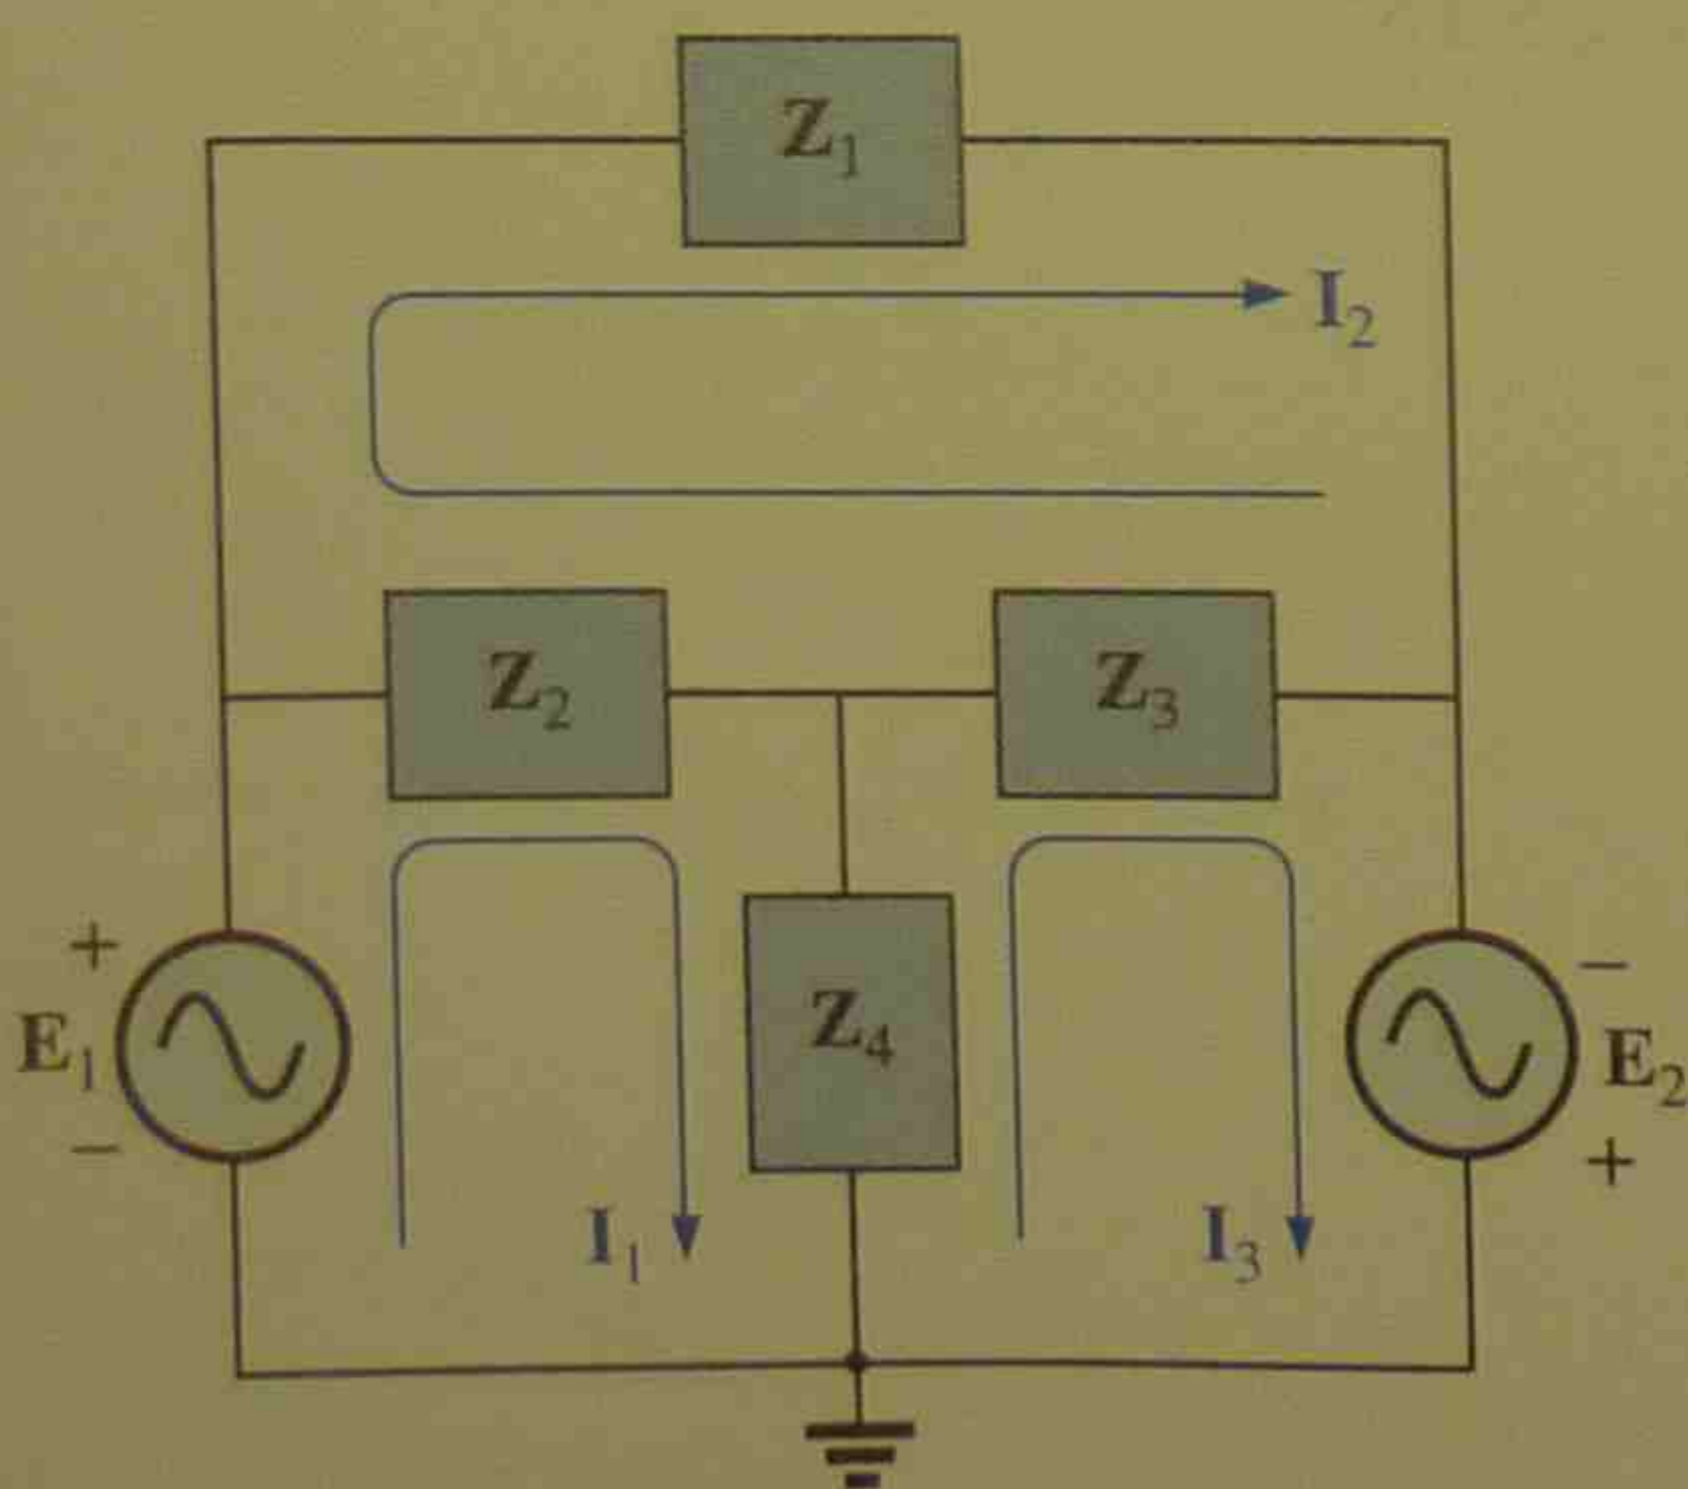 Z₁
I₂
Z₂
Z₃
+
E₁
−
Z₄
−
E₂
+
I₁
I₃